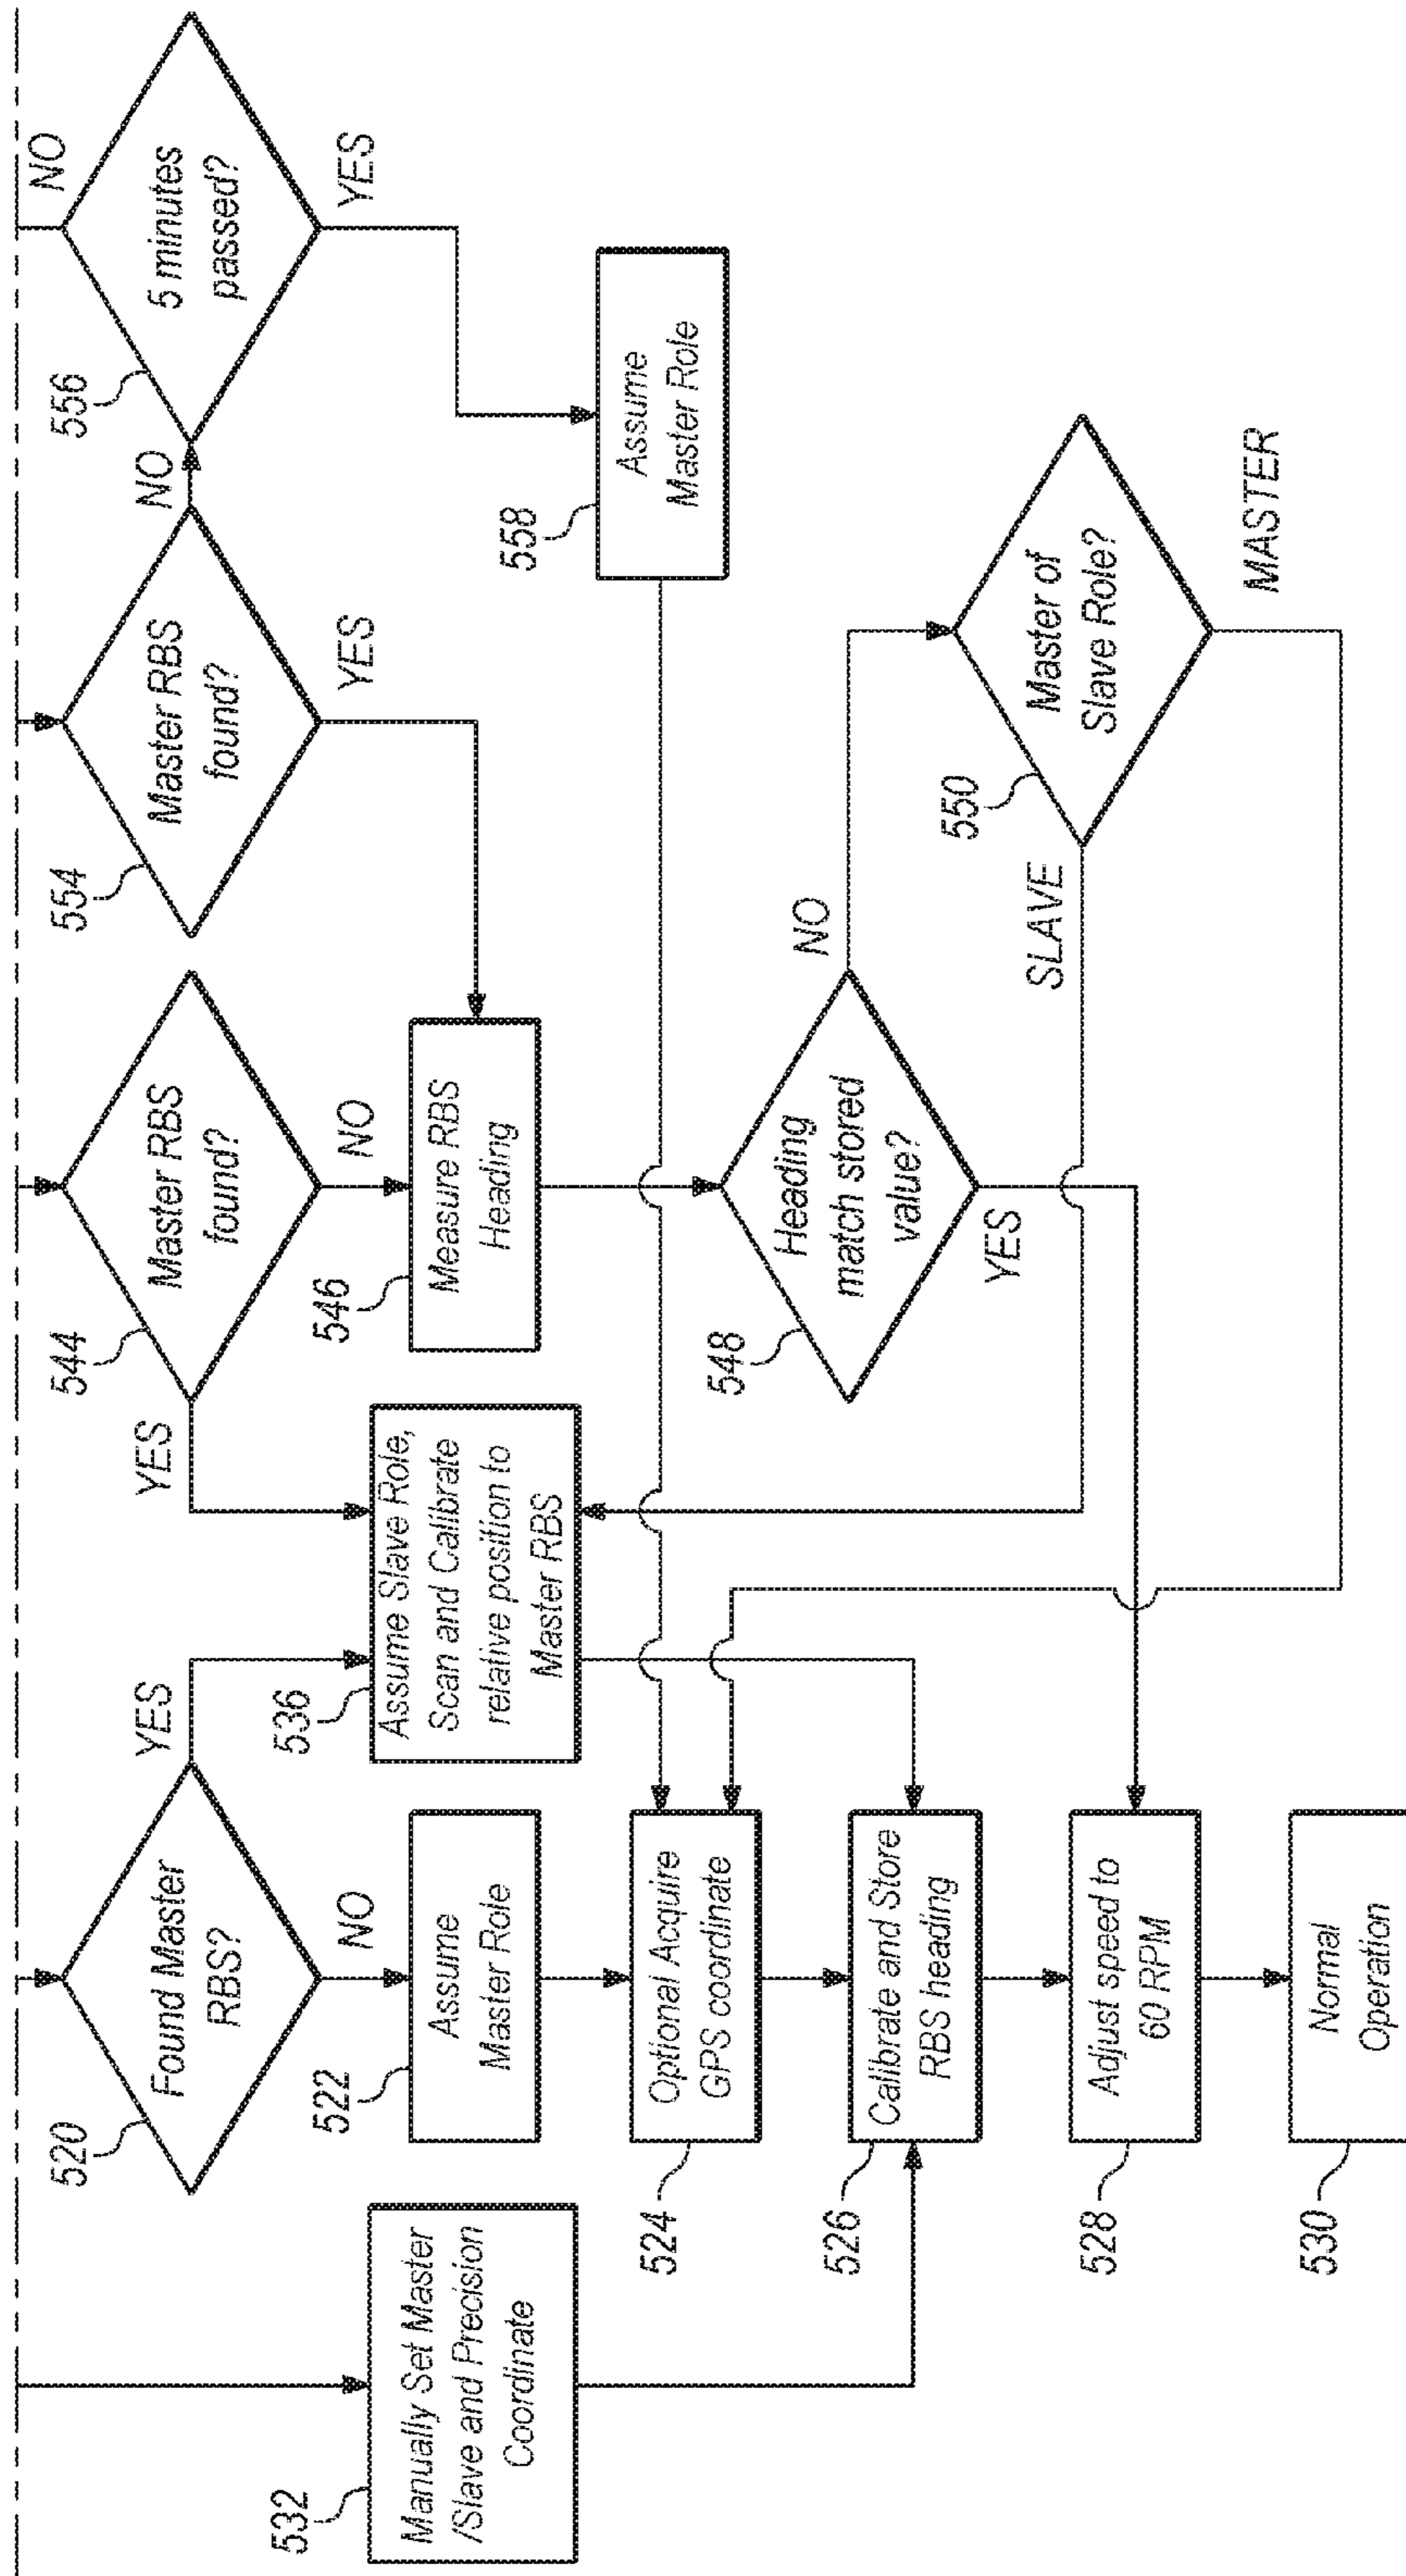 532
Manually Set Master
/Slave and Precision
Coordinate
520
Found Master
RBS?
YES
NO
522
Assume
Master Role
524
Optional Acquire
GPS coordinate
526
Calibrate and Store
RBS heading
528
Adjust speed to
60 RPM
530
Normal
Operation
536
Assume Slave Role,
Scan and Calibrate
relative position to
Master RBS
544
Master RBS
found?
YES
NO
546
Measure RBS
Heading
548
Heading
match stored
value?
NO
YES
554
Master RBS
found?
NO
YES
556
5 minutes
passed?
NO
YES
558
Assume
Master Role
550
Master of
Slave Role?
SLAVE
MASTER